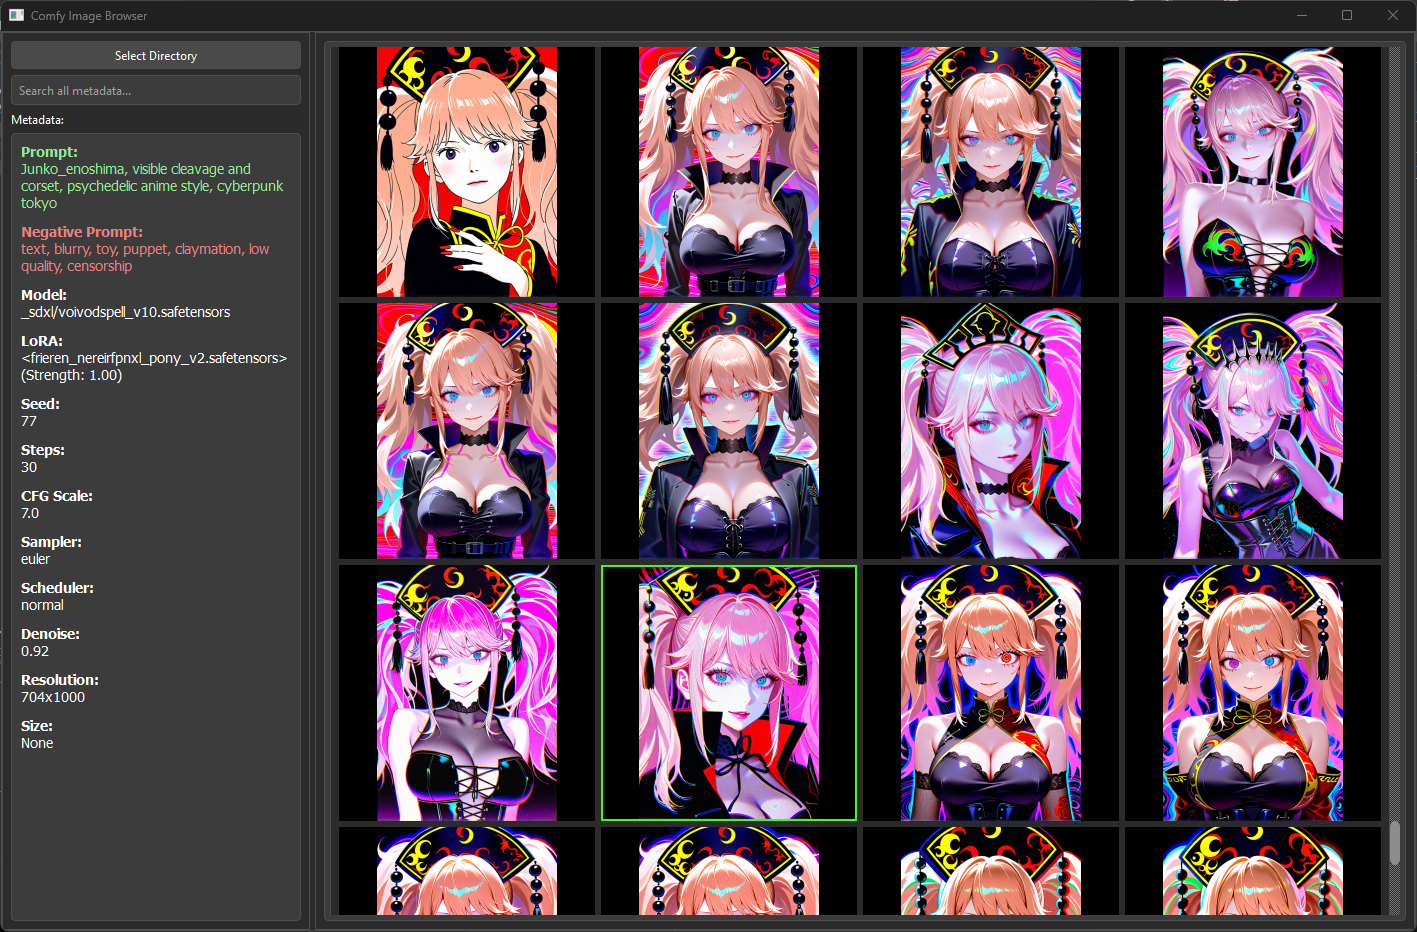 Comfy Image Browser
Select Directory
Search all metadata...
Metadata:
Prompt:
Junko_enoshima, visible cleavage and
corset, psychedelic anime style, cyberpunk
tokyo
Negative Prompt:
text, blurry, toy, puppet, claymation, low
quality, censorship
Model:
_sdxl/voivodspell_v10.safetensors
LoRA:
<frieren_nereirfpnxl_pony_v2.safetensors>
(Strength: 1.00)
Seed:
77
Steps:
30
CFG Scale:
7.0
Sampler:
euler
Scheduler:
normal
Denoise:
0.92
Resolution:
704x1000
Size:
None